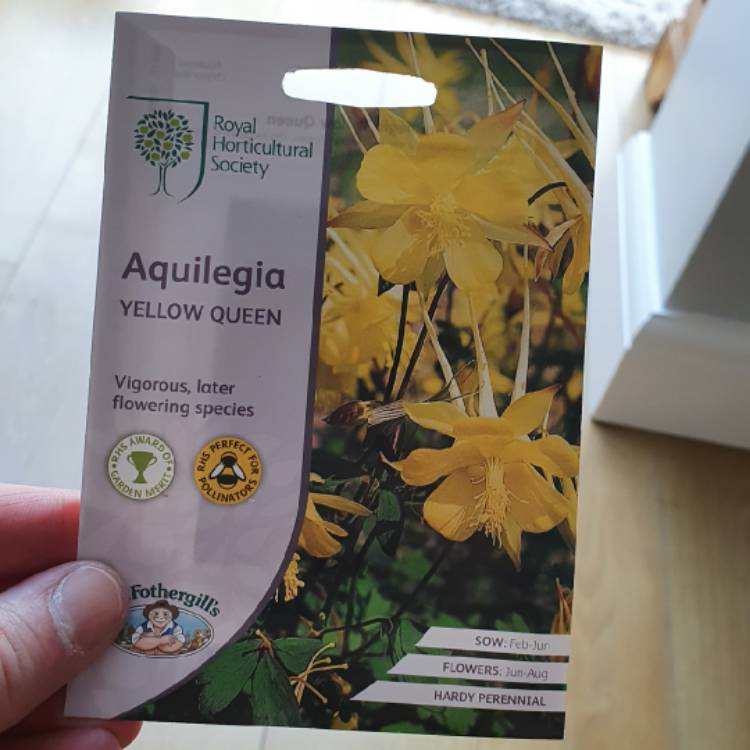 Royal
Horticultural
Society
Aquilegia
YELLOW QUEEN
Vigorous, later
flowering species
RHS AWARD OF
GARDEN MERIT
RHS PERFECT FOR
POLLINATORS
Fothergill's
SOW: Feb-Jun
FLOWERS: Jun-Aug
HARDY PERENNIAL